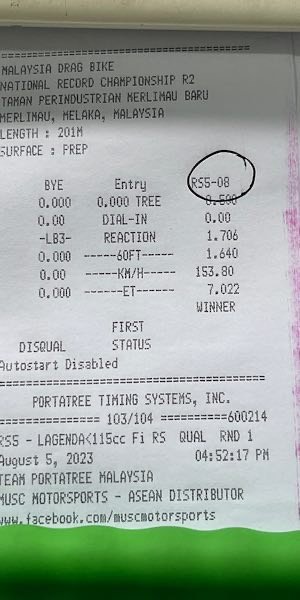 MALAYSIA DRAG BIKE
NATIONAL RECORD CHAMPIONSHIP R2
TAMAN PERINDUSTRIAN MERLIMAU BARU
MERLIMAU, MELAKA, MALAYSIA
LENGTH : 201M
SURFACE : PREP
BYE Entry RS5-08
0.000 0.000 TREE 0.500
0.00 DIAL-IN 0.00
-LB3- REACTION 1.706
0.000 ------60FT------ 1.640
0.00 ------KM/H----- 153.80
0.000 ------ET------ 7.022
WINNER
FIRST
DISQUAL STATUS
Autostart Disabled
PORTATREE TIMING SYSTEMS, INC.
=============== 103/104 ==========600214
RS5 - LAGENDA<115cc Fi RS QUAL RND 1
August 5, 2023 04:52:17 PM
TEAM PORTATREE MALAYSIA
MUSC MOTORSPORTS - ASEAN DISTRIBUTOR
www.facebook.com/muscmotorsports